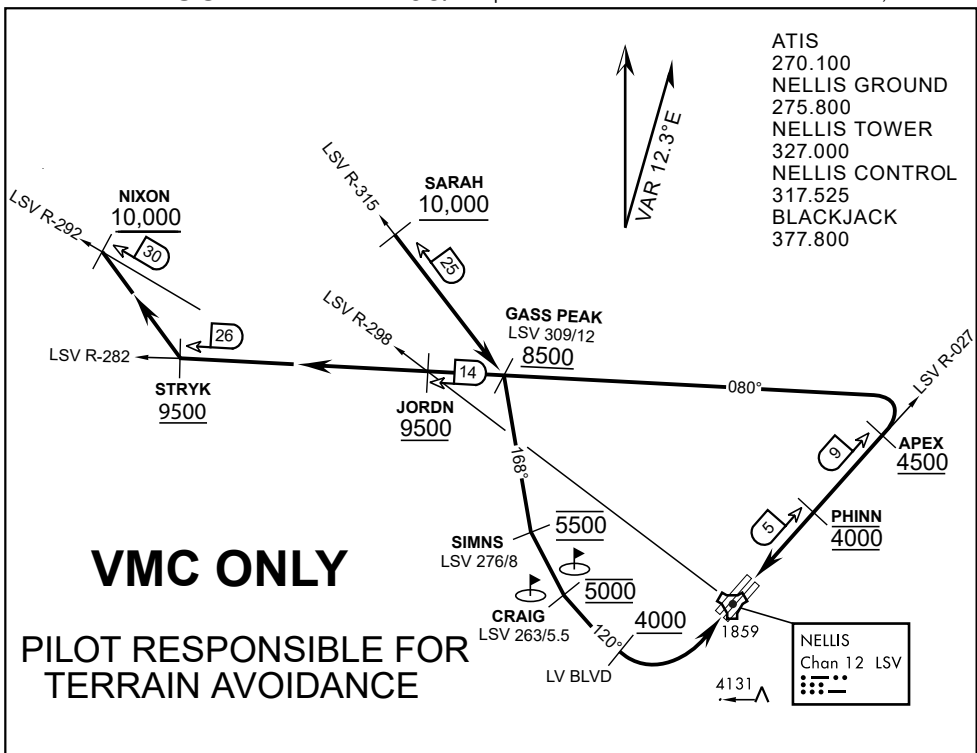 ATIS
270.100
NELLIS GROUND
275.800
NELLIS TOWER
327.000
NELLIS CONTROL
317.525
BLACKJACK
377.800
VAR 12.3°E
LSV R-315
SARAH
10,000
25
NIXON
10,000
LSV R-292
30
LSV R-298
GASS PEAK
LSV 309/12
8500
26
LSV R-282
STRYK
9500
14
JORDN
9500
080°
LSV R-027
APEX
4500
9
168°
PHINN
4000
5
SIMNS
LSV 276/8
5500
CRAIG
LSV 263/5.5
5000
120°
4000
LV BLVD
1859
4131
NELLIS
Chan 12 LSV
VMC ONLY
PILOT RESPONSIBLE FOR
TERRAIN AVOIDANCE